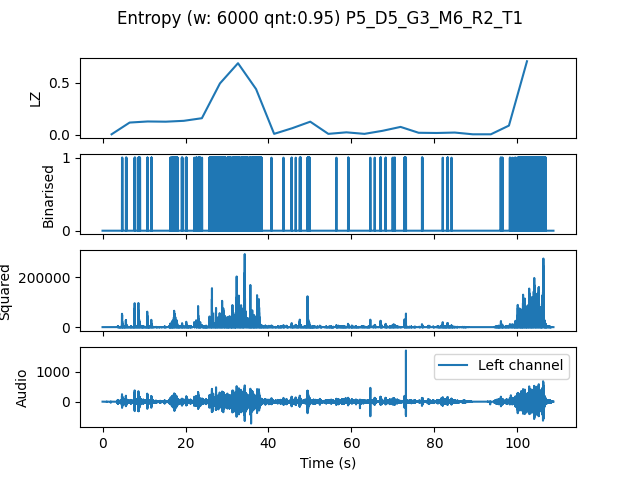 Entropy (w: 6000 qnt:0.95) P5_D5_G3_M6_R2_T1
LZ
0.5
0.0
Binarised
1
0
Squared
200000
0
Audio
1000
0
Left channel
0 20 40 60 80 100
Time (s)